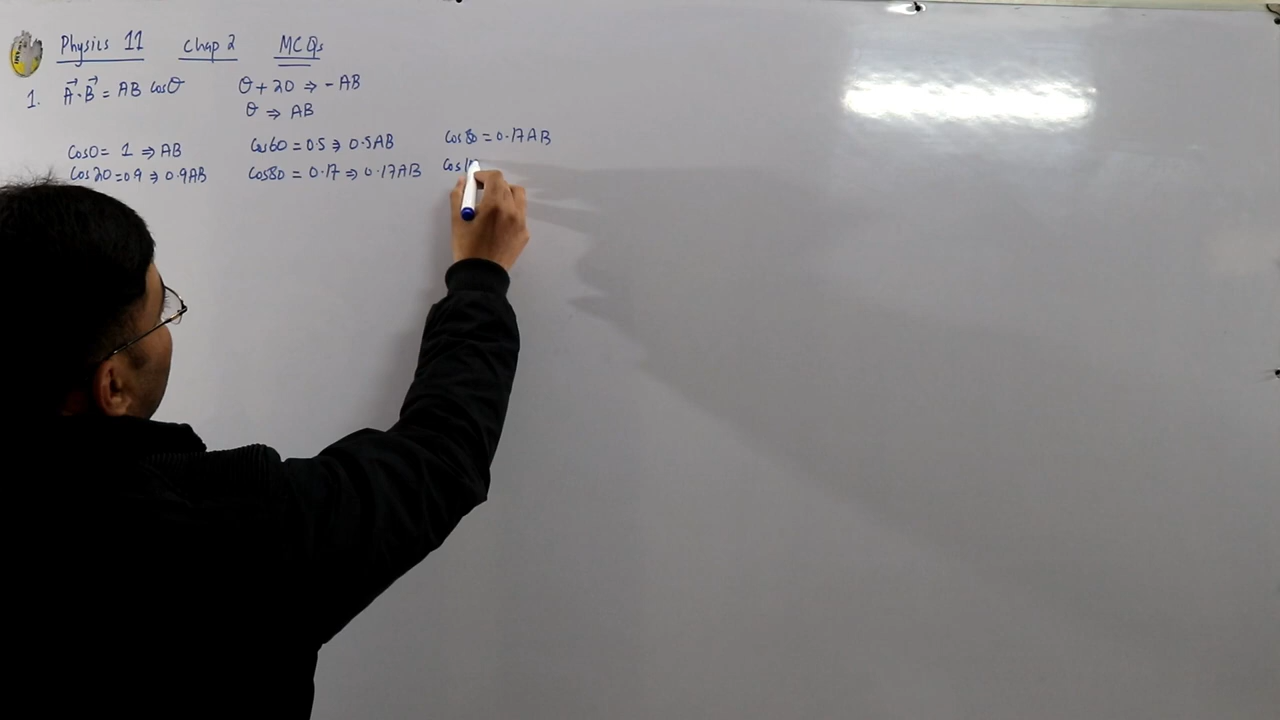 Physics 11 Chap 2 MCQs
1. A⃗·B⃗ = AB cosθ θ + 20 ⇒ -AB
θ ⇒ AB
cos0 = 1 ⇒ AB cos60 = 0.5 ⇒ 0.5AB cos80 = 0.17AB
cos20 = 0.9 ⇒ 0.9AB cos80 = 0.17 ⇒ 0.17AB cos1